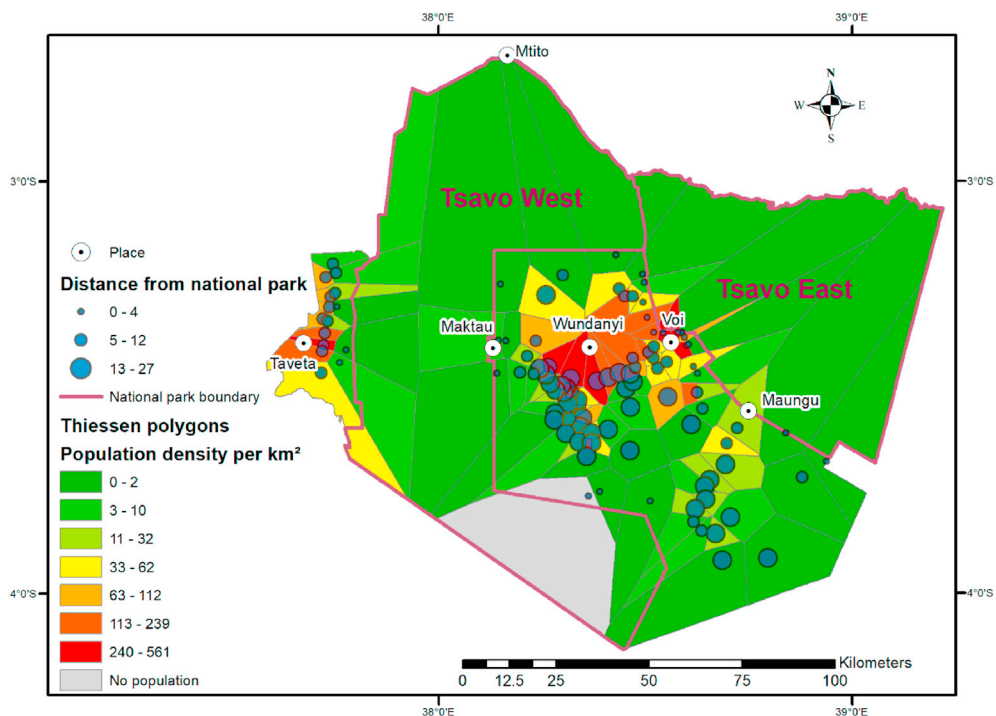 38°0'E
39°0'E
Mtito
N
W
E
S
3°0'S
3°0'S
Tsavo West
Place
Distance from national park
0 - 4
5 - 12
13 - 27
National park boundary
Thiessen polygons
Population density per km²
0 - 2
3 - 10
11 - 32
33 - 62
63 - 112
113 - 239
240 - 561
No population
Tsavo East
Maktau
Wundanyi
Voi
Taveta
Maungu
4°0'S
4°0'S
Kilometers
0 12.5 25 50 75 100
38°0'E
39°0'E